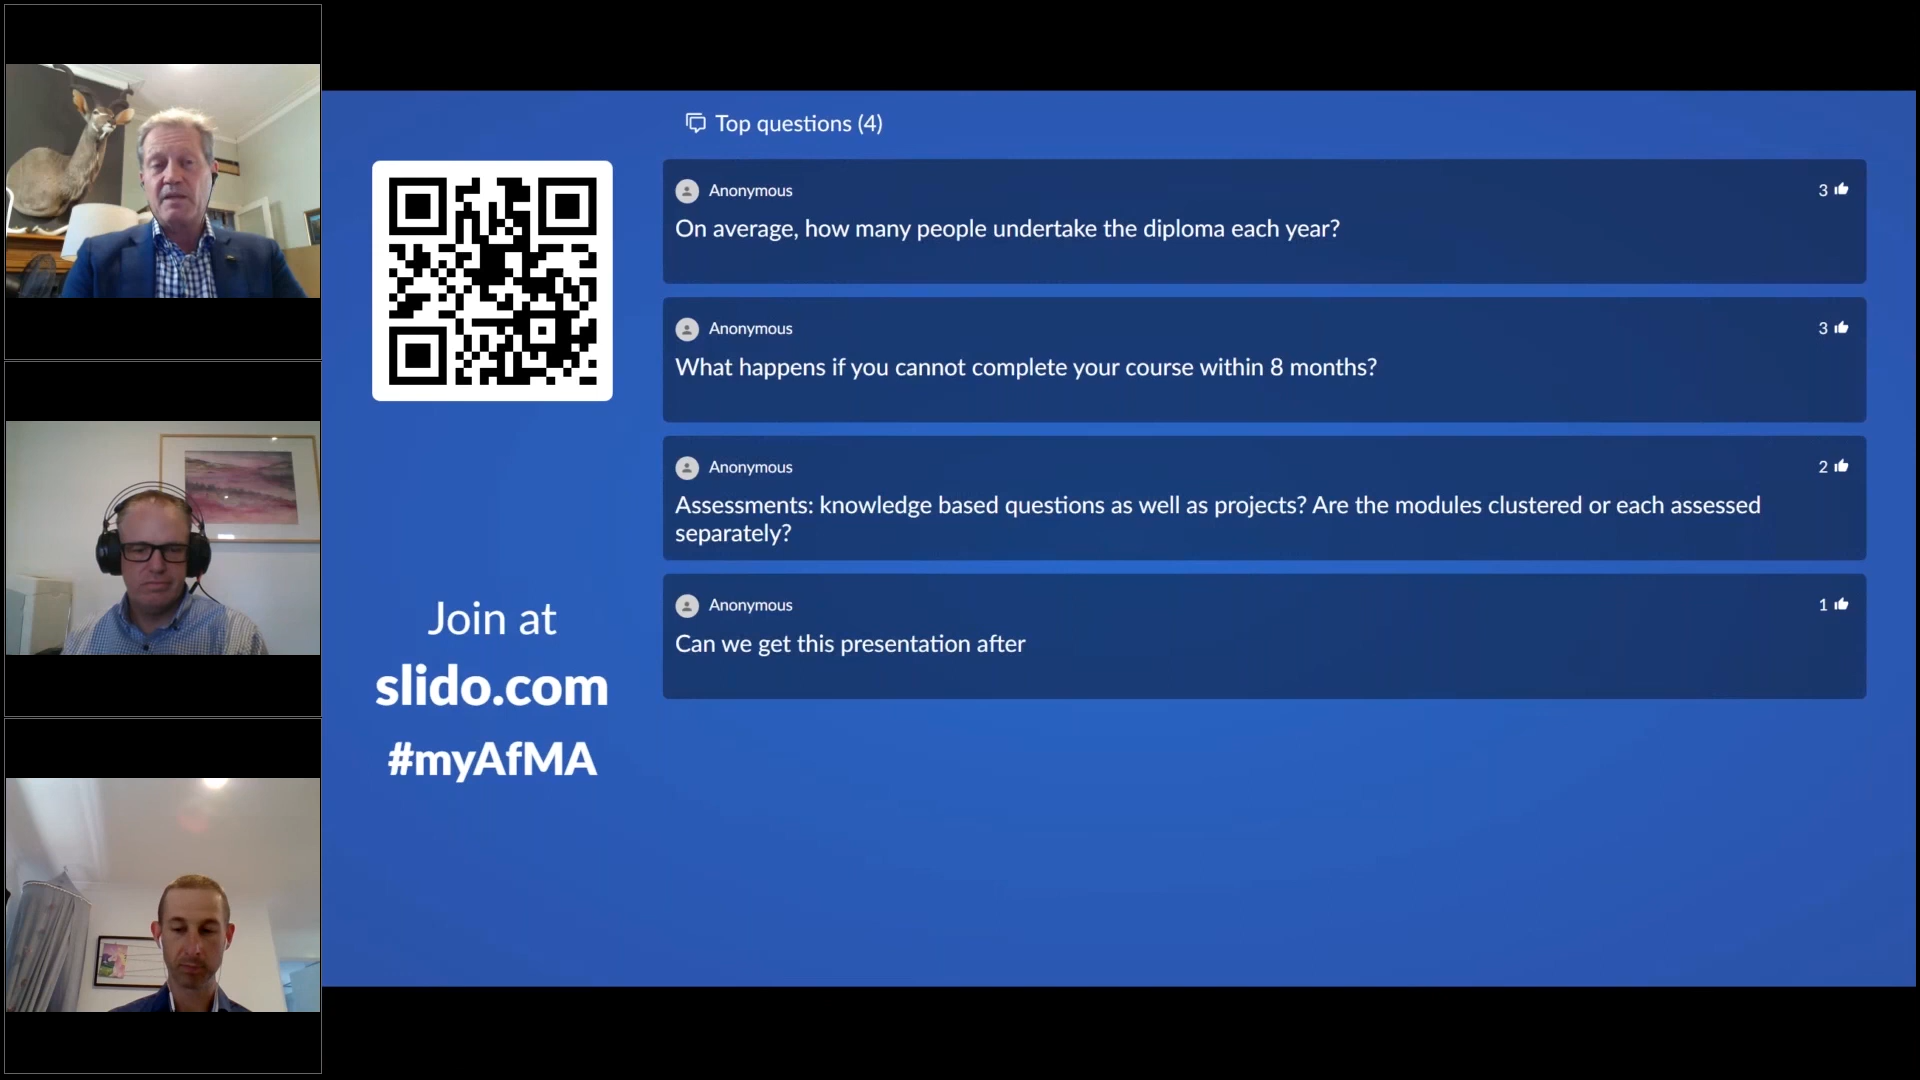 Top questions (4)
Anonymous
3
On average, how many people undertake the diploma each year?
Anonymous
3
What happens if you cannot complete your course within 8 months?
Anonymous
2
Assessments: knowledge based questions as well as projects? Are the modules clustered or each assessed
separately?
Anonymous
1
Can we get this presentation after
Join at
slido.com
#myAfMA